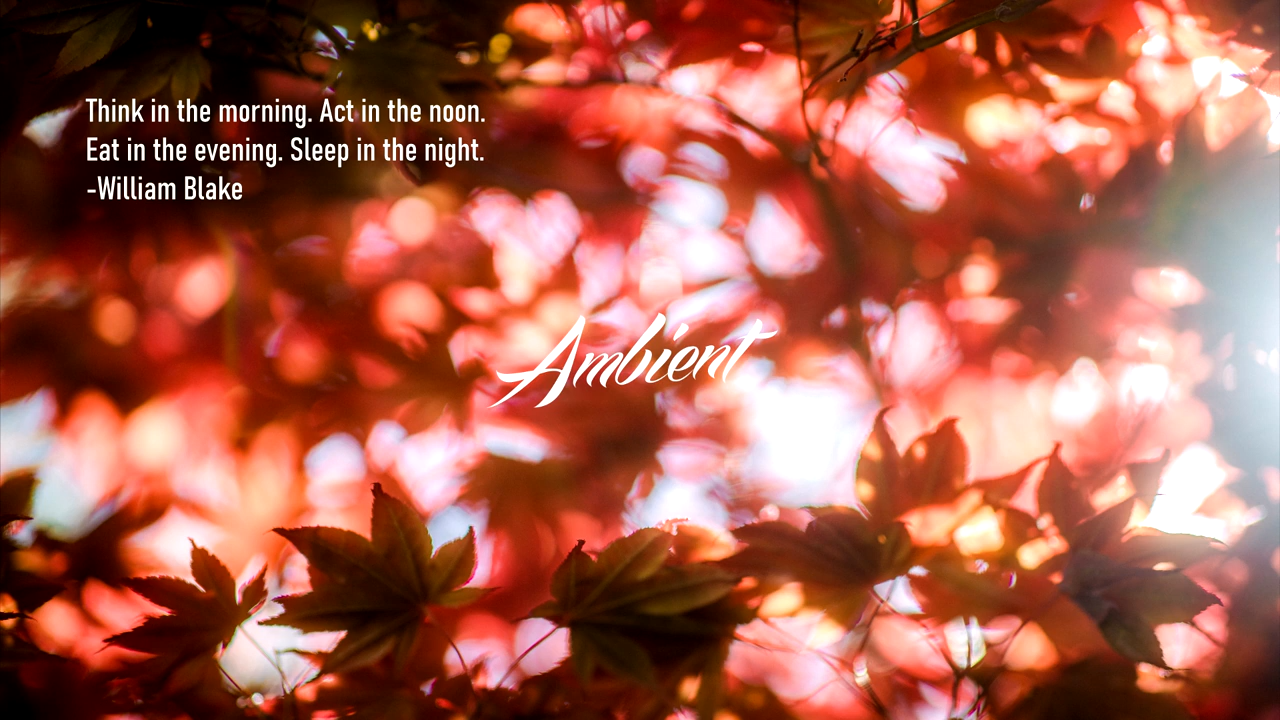 Think in the morning. Act in the noon.
Eat in the evening. Sleep in the night.
-William Blake
Ambient